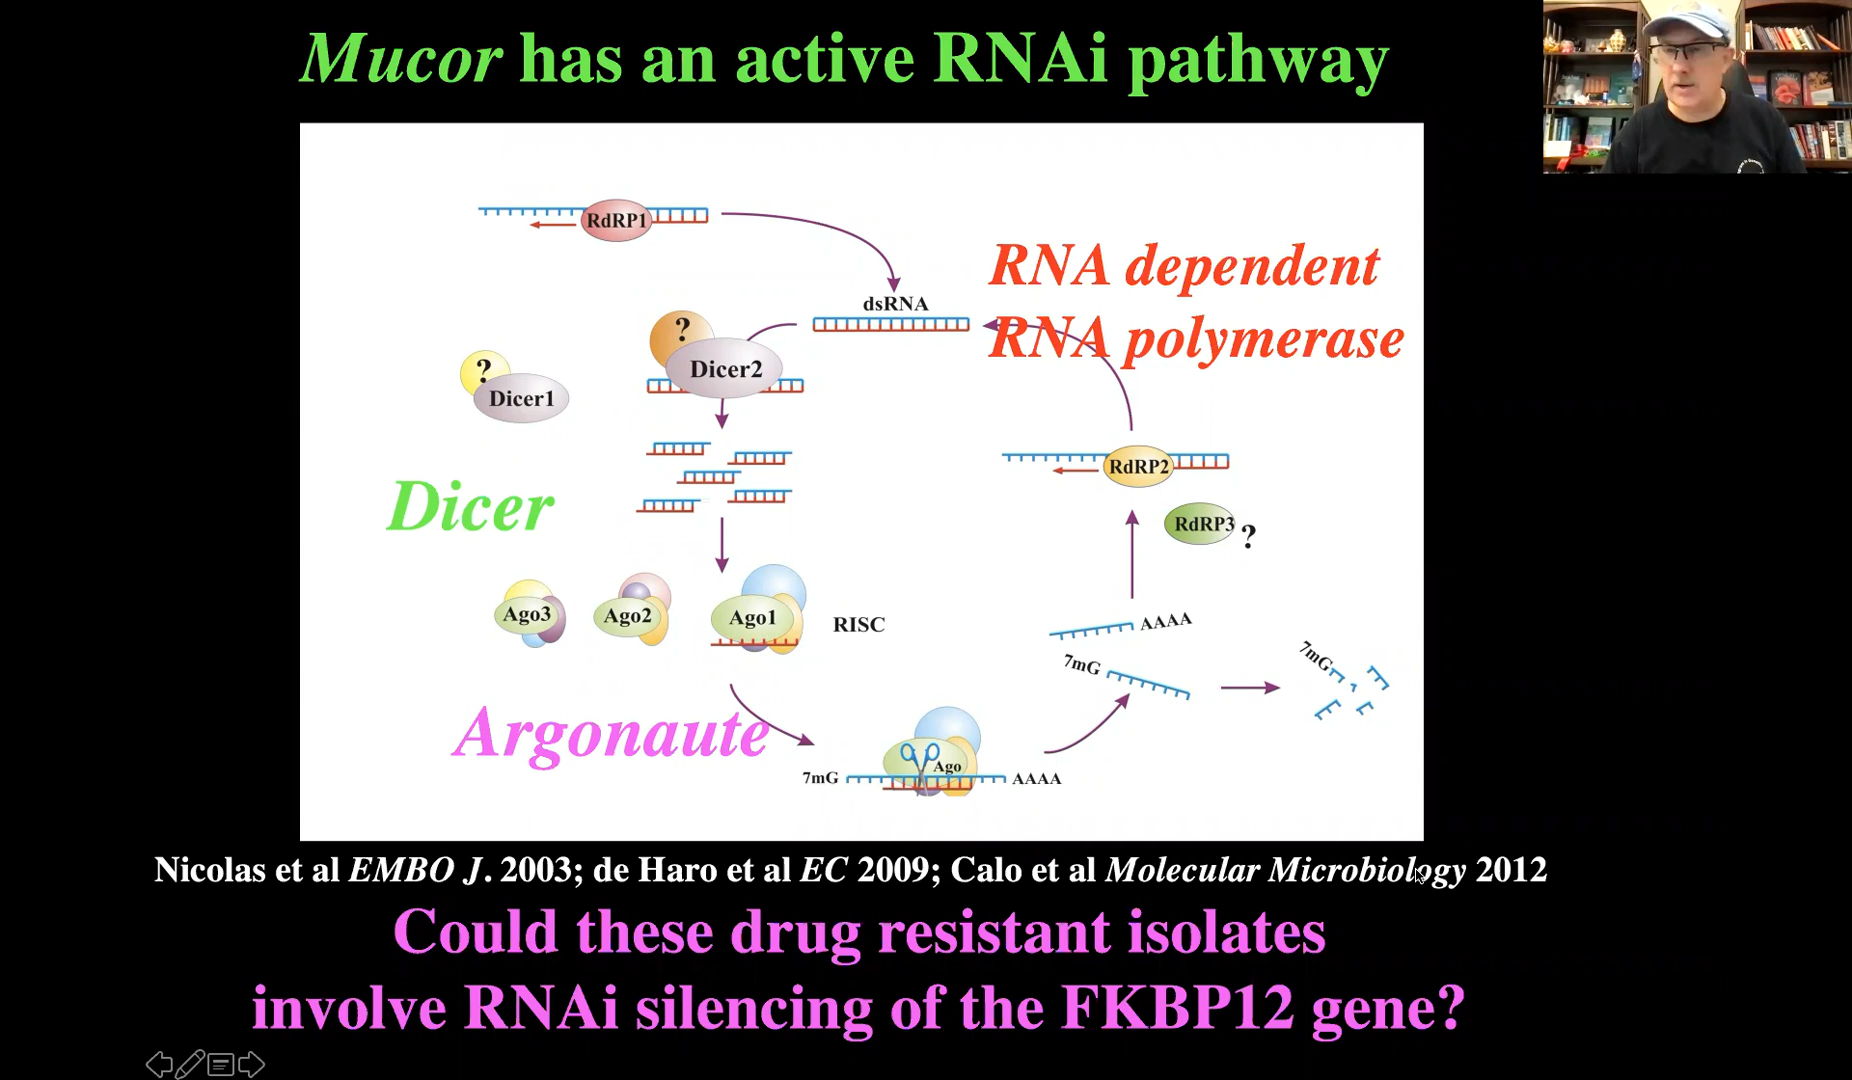 Mucor has an active RNAi pathway
RdRP1
RNA dependent
RNA polymerase
dsRNA
?
Dicer2
?
Dicer1
RdRP2
Dicer
RdRP3
?
Ago3
Ago2
Ago1
RISC
AAAA
7mG
7mG
Argonaute
7mG
Ago
AAAA
Nicolas et al EMBO J. 2003; de Haro et al EC 2009; Calo et al Molecular Microbiology 2012
Could these drug resistant isolates
involve RNAi silencing of the FKBP12 gene?